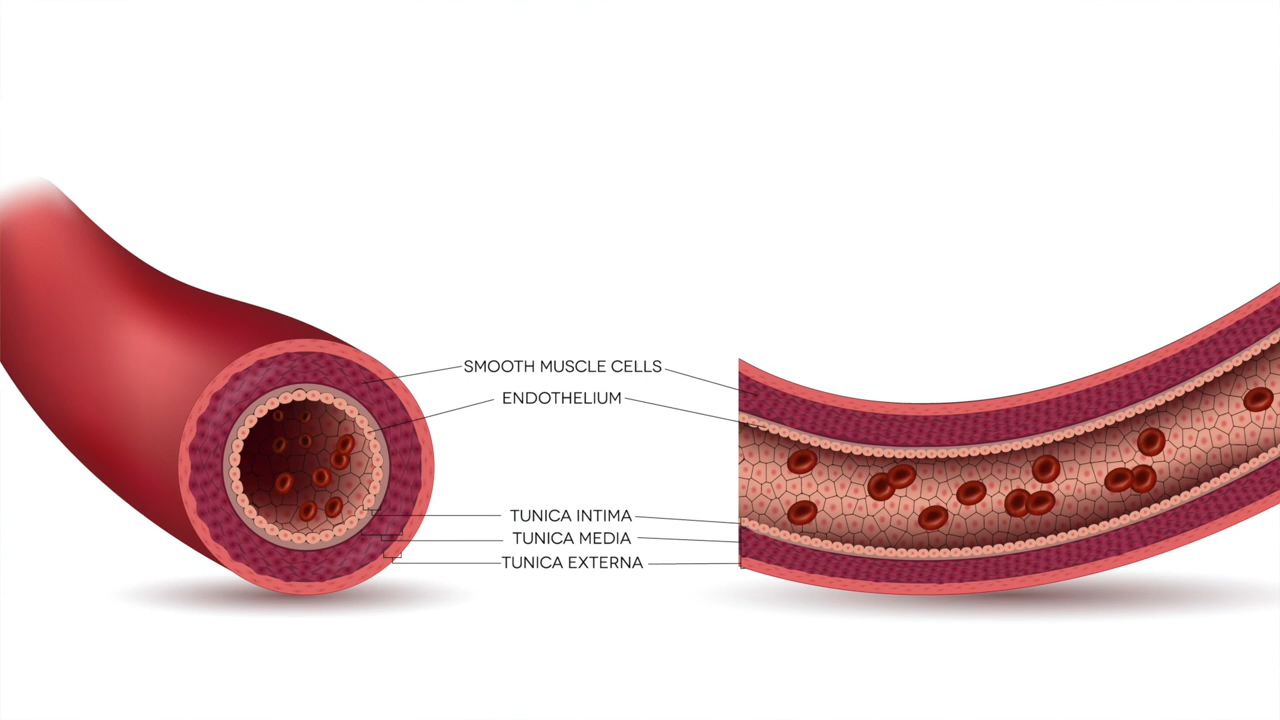 SMOOTH MUSCLE CELLS
ENDOTHELIUM
TUNICA INTIMA
TUNICA MEDIA
TUNICA EXTERNA